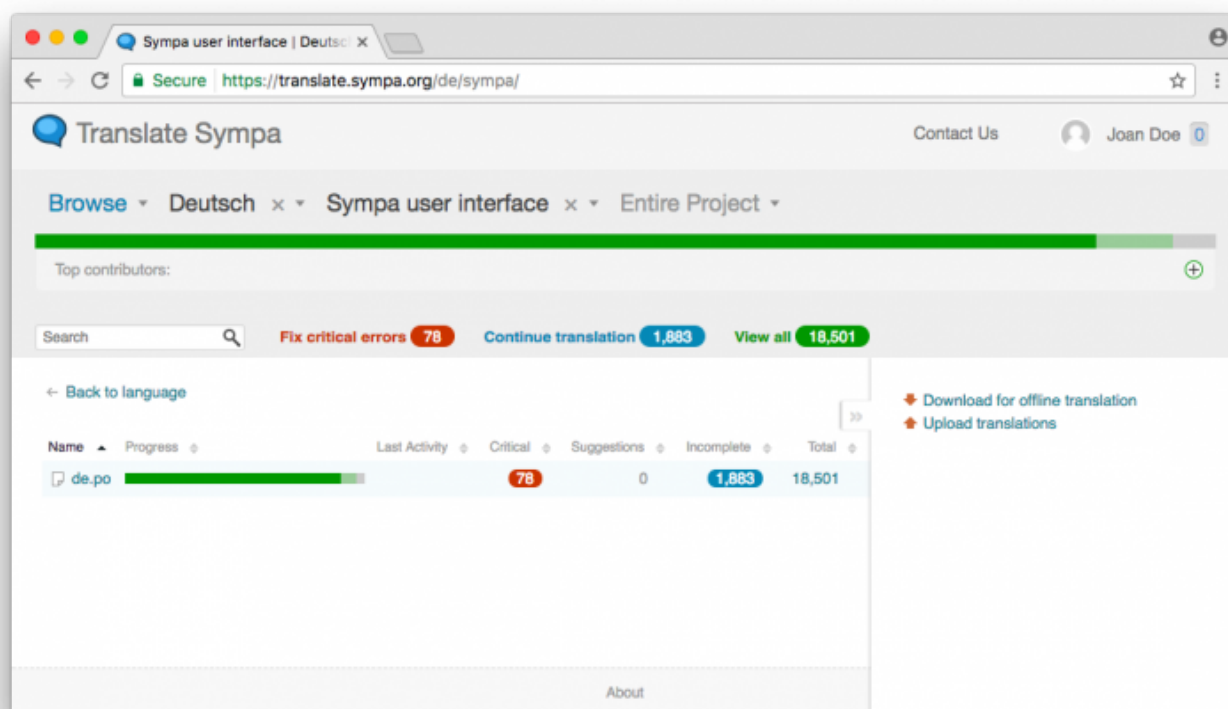 Sympa user interface | Deutsc
Secure https://translate.sympa.org/de/sympa/
Translate Sympa Contact Us Joan Doe 0
Browse Deutsch Sympa user interface Entire Project
Top contributors:
Search Fix critical errors 78 Continue translation 1,883 View all 18,501
Back to language
Download for offline translation
Upload translations
Name Progress Last Activity Critical Suggestions Incomplete Total
de.po 78 0 1,883 18,501
About